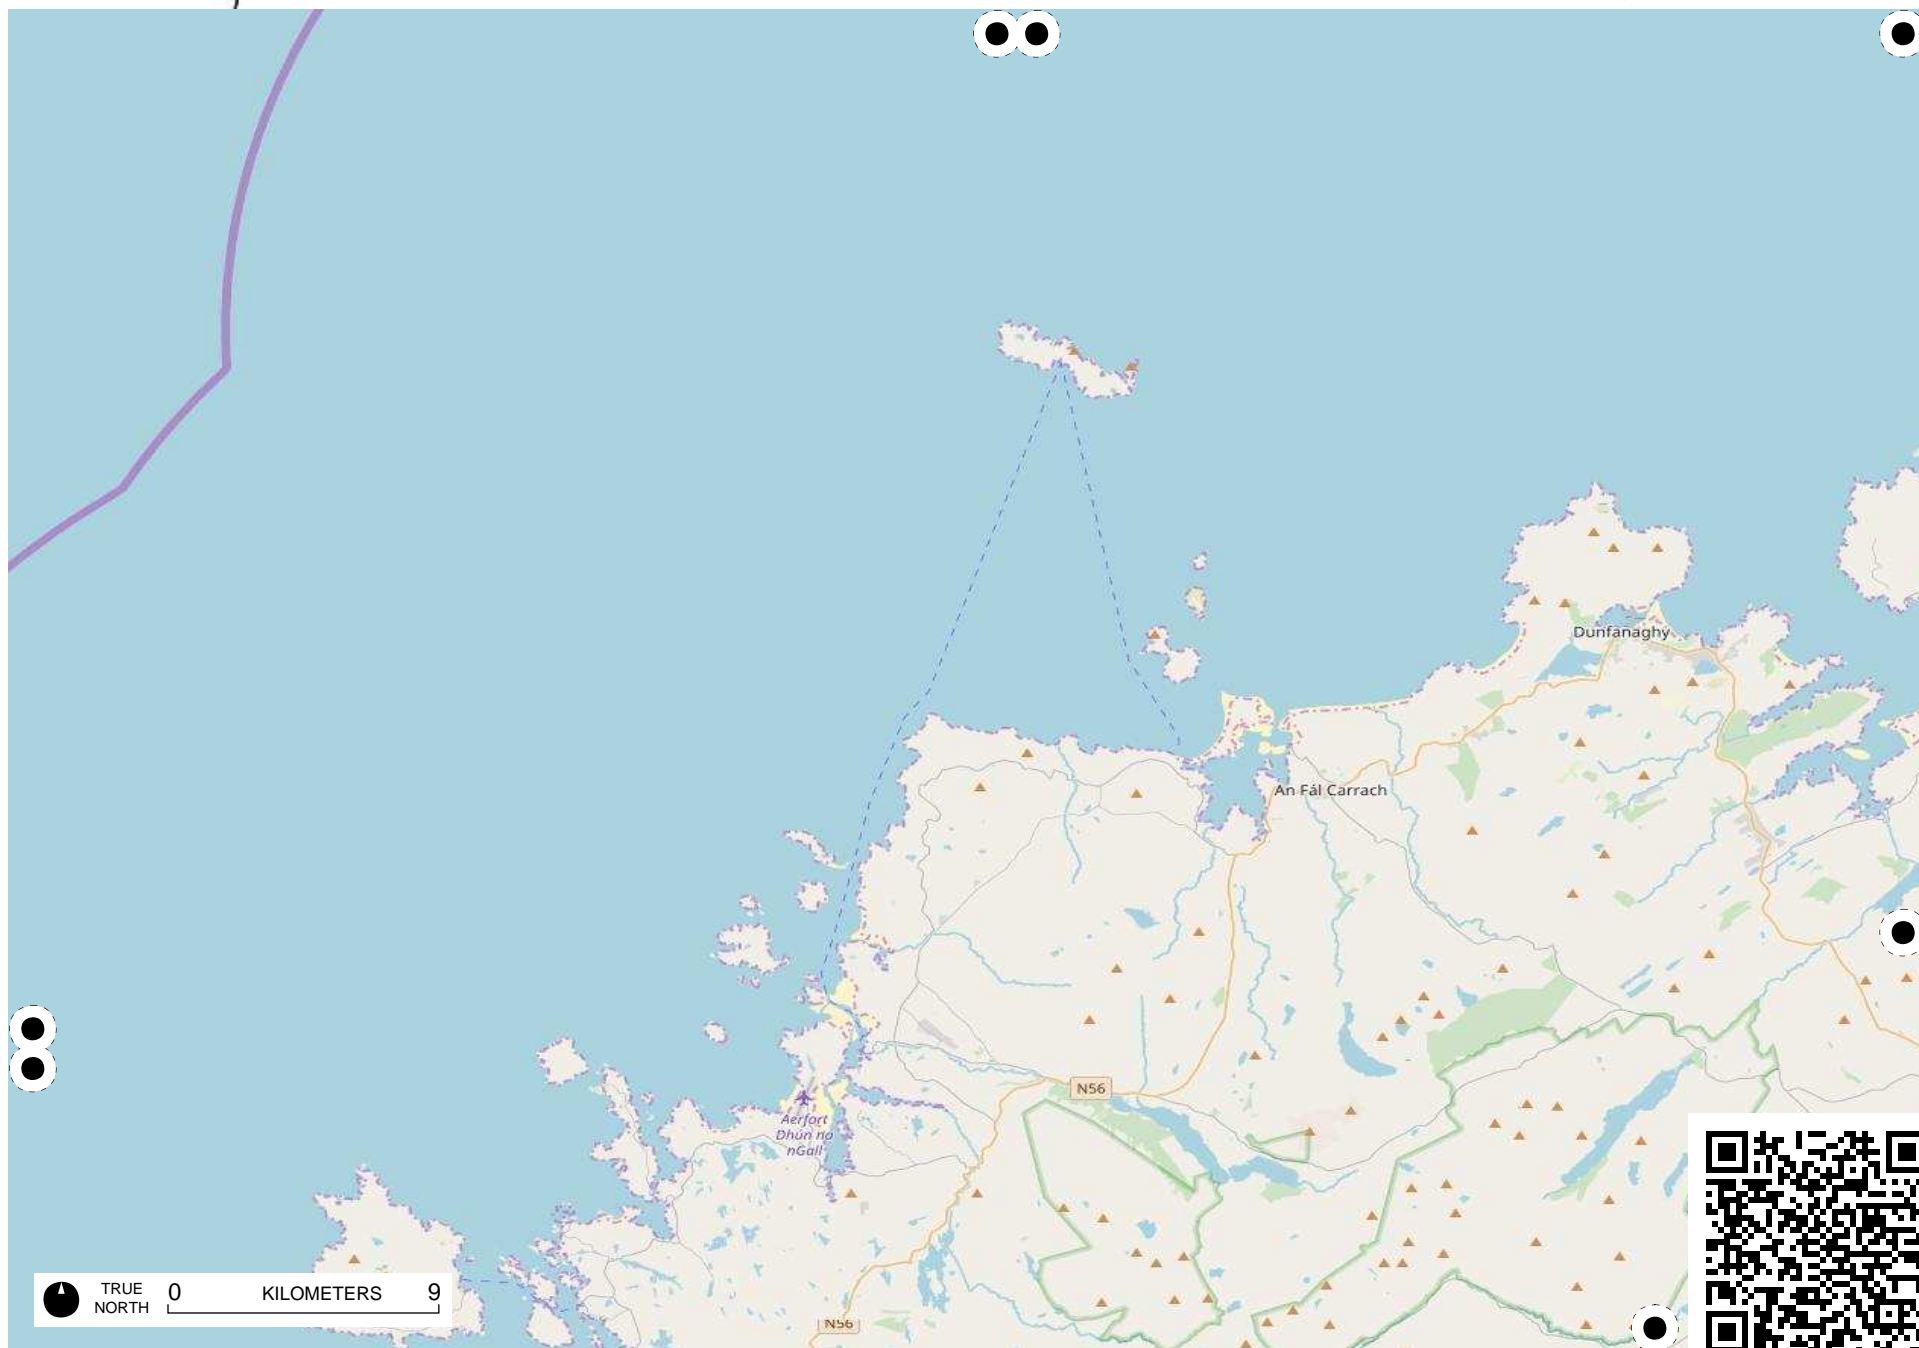 Dunfanaghy
An Fál Carrach
N56
Aerfort
Dhún na
nGall
TRUE
NORTH
0 KILOMETERS 9
N56